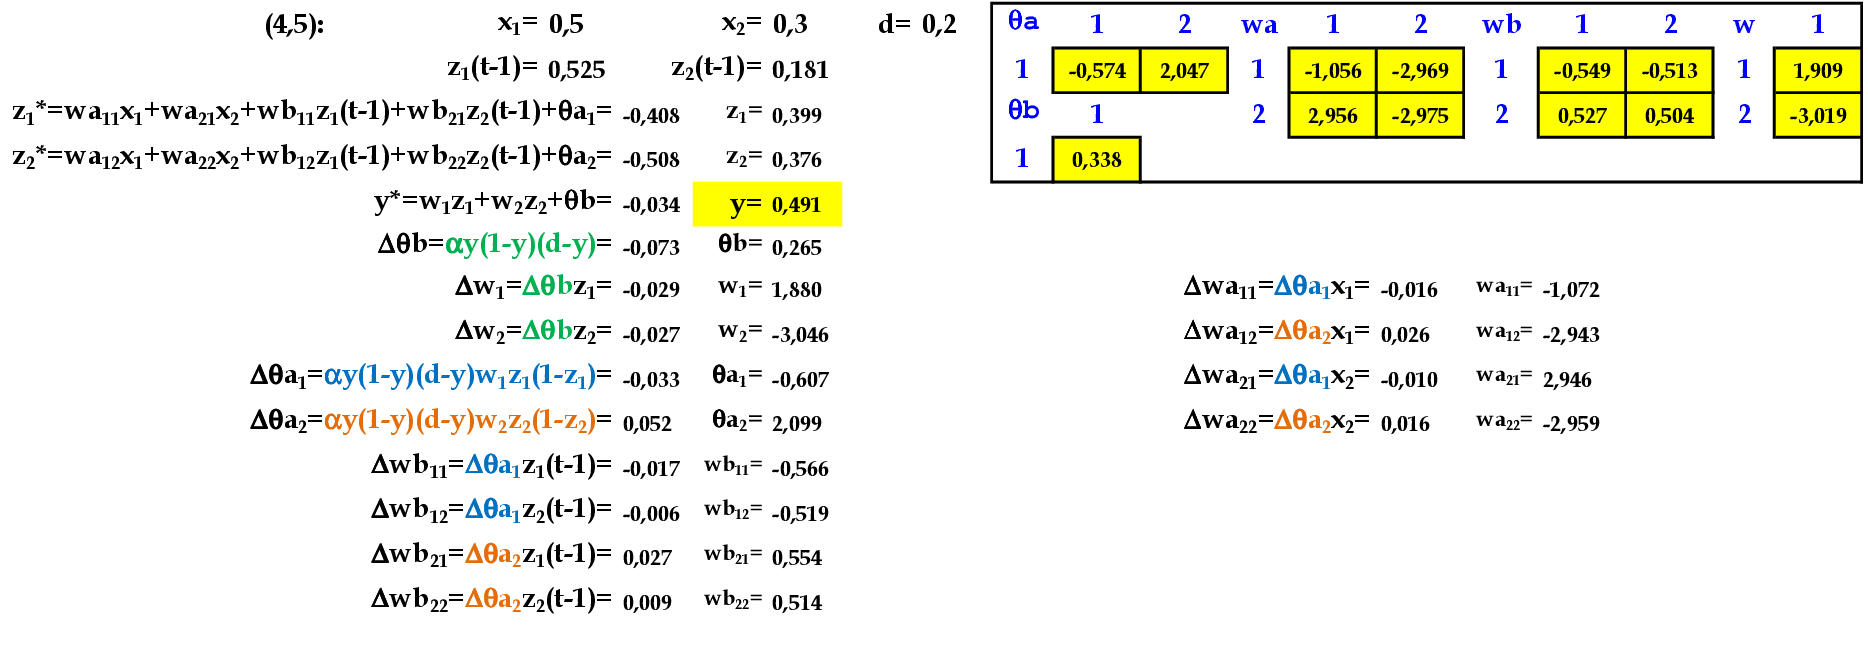 (4,5): x₁= 0,5 x₂= 0,3 d= 0,2
z₁(t-1)= 0,525 z₂(t-1)= 0,181
z₁*=wa₁₁x₁+wa₂₁x₂+wb₁₁z₁(t-1)+wb₂₁z₂(t-1)+θa₁= -0,408 z₁= 0,399
z₂*=wa₁₂x₁+wa₂₂x₂+wb₁₂z₁(t-1)+wb₂₂z₂(t-1)+θa₂= -0,508 z₂= 0,376
y*=w₁z₁+w₂z₂+θb= -0,034 y= 0,491
Δθb=αy(1-y)(d-y)= -0,073 θb= 0,265
Δw₁=Δθbz₁= -0,029 w₁= 1,880
Δw₂=Δθbz₂= -0,027 w₂= -3,046
Δθa₁=αy(1-y)(d-y)w₁z₁(1-z₁)= -0,033 θa₁= -0,607
Δθa₂=αy(1-y)(d-y)w₂z₂(1-z₂)= 0,052 θa₂= 2,099
Δwb₁₁=Δθa₁z₁(t-1)= -0,017 wb₁₁= -0,566
Δwb₁₂=Δθa₁z₂(t-1)= -0,006 wb₁₂= -0,519
Δwb₂₁=Δθa₂z₁(t-1)= 0,027 wb₂₁= 0,554
Δwb₂₂=Δθa₂z₂(t-1)= 0,009 wb₂₂= 0,514
θa 1 2 wa 1 2 wb 1 2 w 1
1 -0,574 2,047 1 -1,056 -2,969 1 -0,549 -0,513 1 1,909
θb 1 2 2,956 -2,975 2 0,527 0,504 2 -3,019
1 0,338
Δwa₁₁=Δθa₁x₁= -0,016 wa₁₁= -1,072
Δwa₁₂=Δθa₂x₁= 0,026 wa₁₂= -2,943
Δwa₂₁=Δθa₁x₂= -0,010 wa₂₁= 2,946
Δwa₂₂=Δθa₂x₂= 0,016 wa₂₂= -2,959